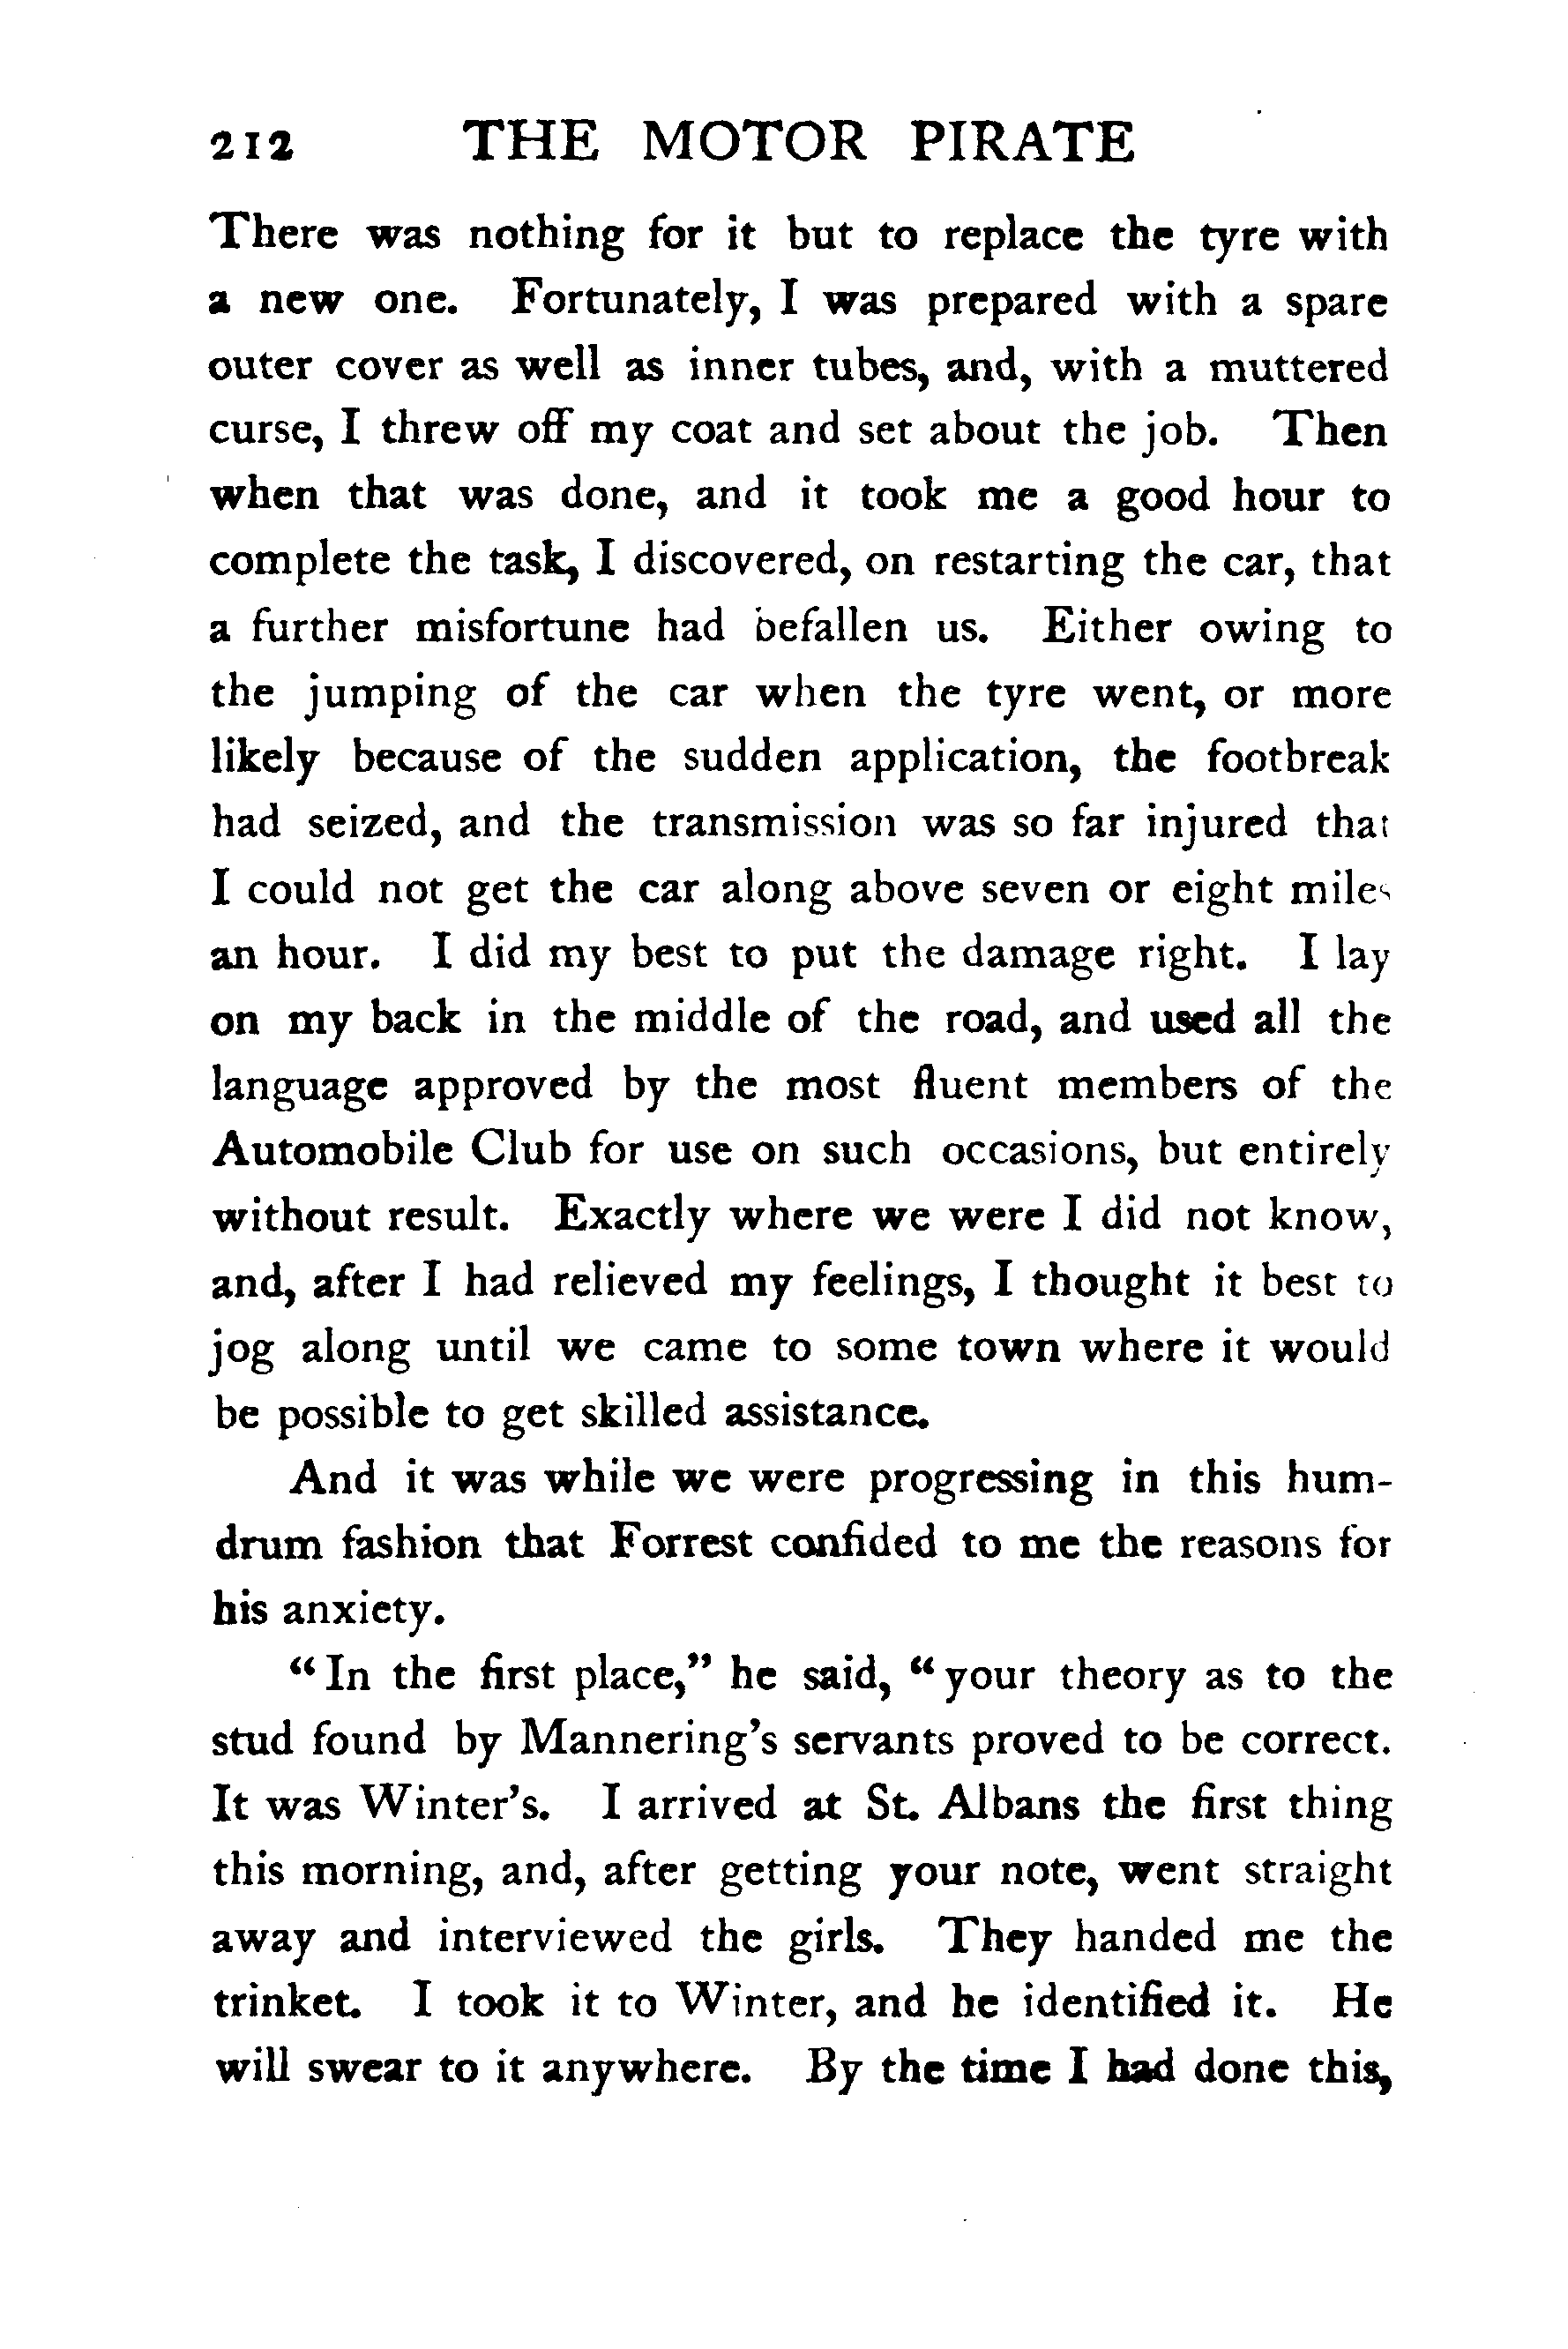 212 THE MOTOR PIRATE
There was nothing for it but to replace the tyre with
a new one. Fortunately, I was prepared with a spare
outer cover as well as inner tubes, and, with a muttered
curse, I threw off my coat and set about the job. Then
when that was done, and it took me a good hour to
complete the task, I discovered, on restarting the car, that
a further misfortune had befallen us. Either owing to
the jumping of the car when the tyre went, or more
likely because of the sudden application, the footbreak
had seized, and the transmission was so far injured that
I could not get the car along above seven or eight miles
an hour. I did my best to put the damage right. I lay
on my back in the middle of the road, and used all the
language approved by the most fluent members of the
Automobile Club for use on such occasions, but entirely
without result. Exactly where we were I did not know,
and, after I had relieved my feelings, I thought it best to
jog along until we came to some town where it would
be possible to get skilled assistance.
And it was while we were progressing in this hum-
drum fashion that Forrest confided to me the reasons for
his anxiety.
“In the first place,” he said, “your theory as to the
stud found by Mannering’s servants proved to be correct.
It was Winter’s. I arrived at St. Albans the first thing
this morning, and, after getting your note, went straight
away and interviewed the girls. They handed me the
trinket. I took it to Winter, and he identified it. He
will swear to it anywhere. By the time I had done this,